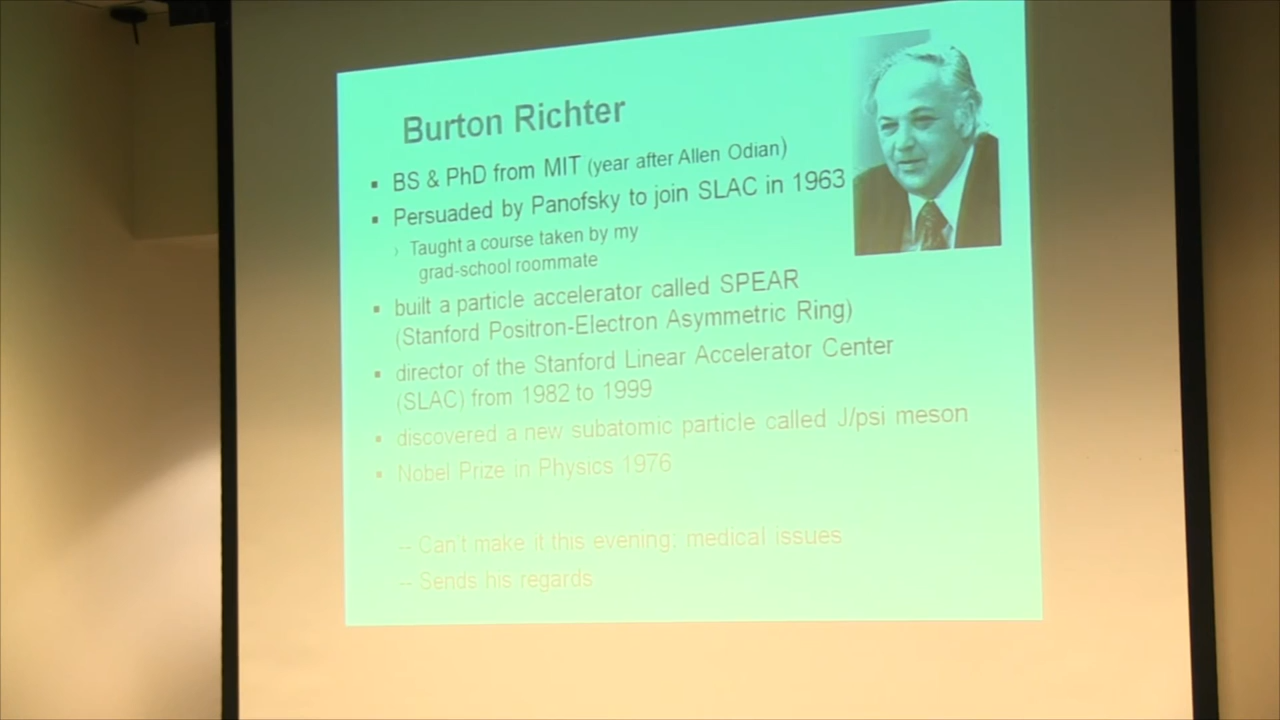 Burton Richter
▪ BS & PhD from MIT (year after Allen Odian)
▪ Persuaded by Panofsky to join SLAC in 1963
› Taught a course taken by my
grad-school roommate
▪ built a particle accelerator called SPEAR
(Stanford Positron-Electron Asymmetric Ring)
▪ director of the Stanford Linear Accelerator Center
(SLAC) from 1982 to 1999
▪ discovered a new subatomic particle called J/psi meson
▪ Nobel Prize in Physics 1976
-- Can't make it this evening: medical issues
-- Sends his regards